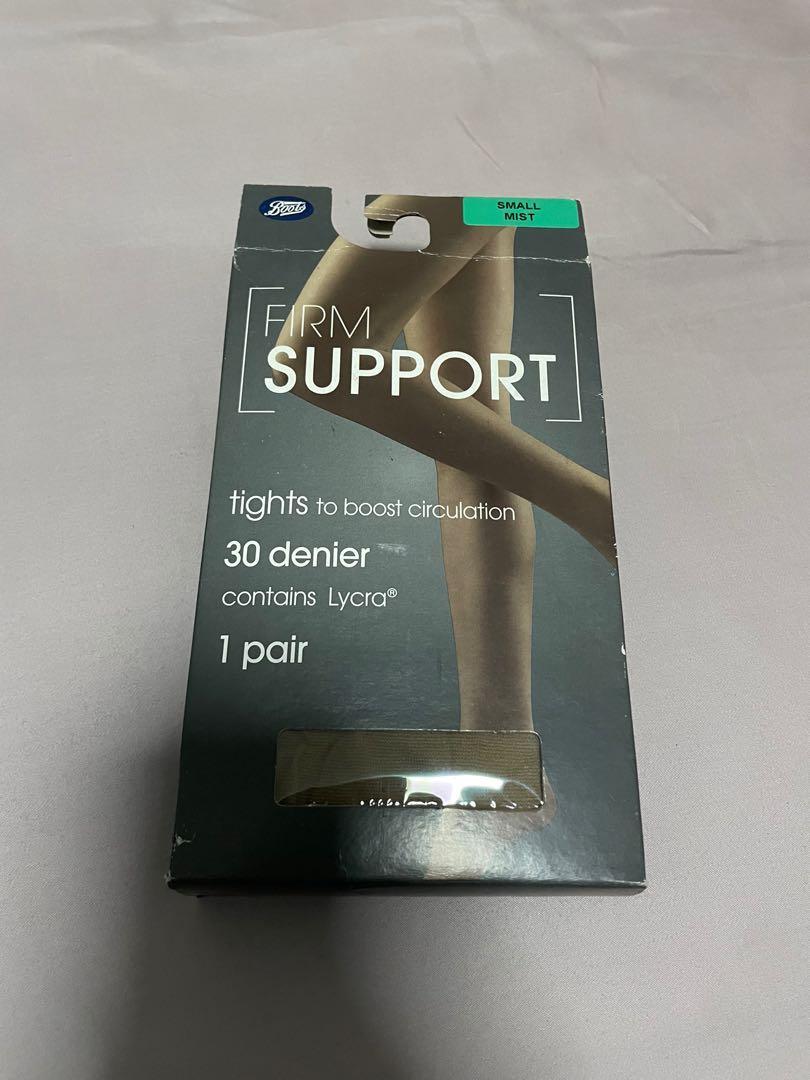 Boots
SMALL
MIST
FIRM
SUPPORT
tights to boost circulation
30 denier
contains Lycra®
1 pair